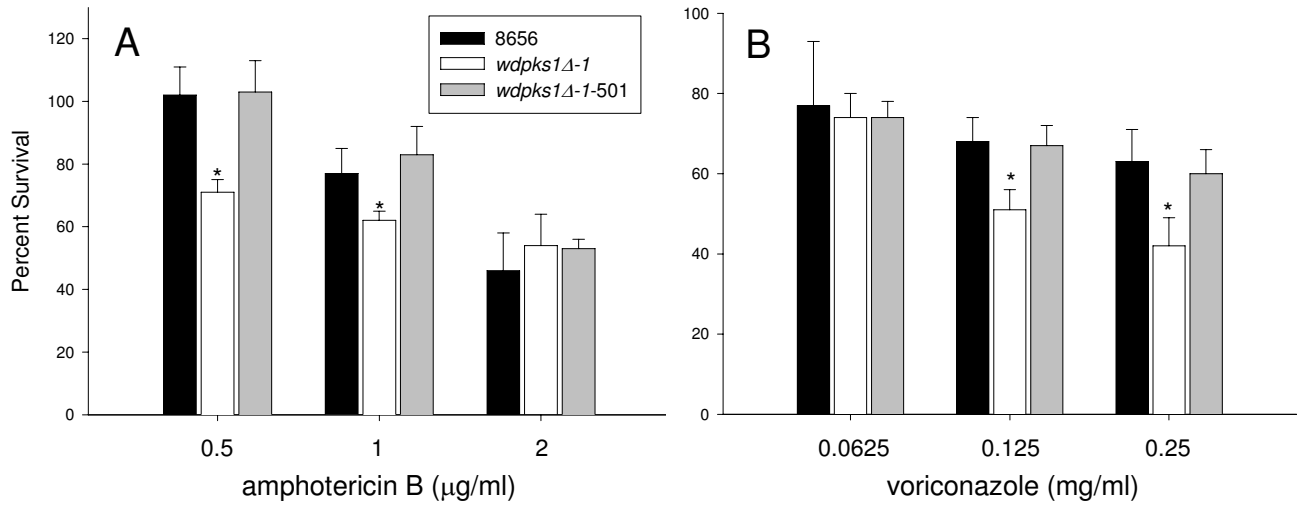 A
8656
wdpks1Δ-1
wdpks1Δ-1-501
Percent Survival
120
100
80
60
40
20
0
*
*
0.5 1 2
amphotericin B (μg/ml)
B
100
80
60
40
20
0
*
*
0.0625 0.125 0.25
voriconazole (mg/ml)